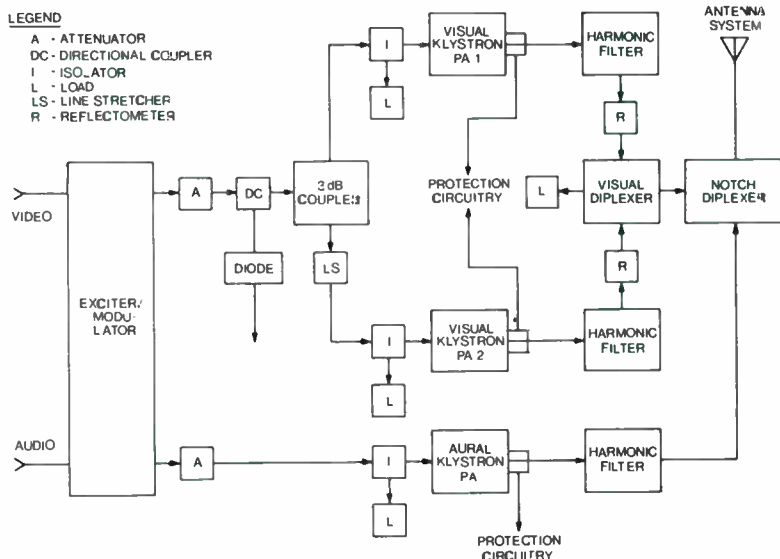 LEGEND
A - ATTENUATOR
DC - DIRECTIONAL COUPLER
I - ISOLATOR
L - LOAD
LS - LINE STRETCHER
R - REFLECTOMETER
I
VISUAL
KLYSTRON
PA 1
HARMONIC
FILTER
ANTENNA
SYSTEM
L
R
VIDEO
A
DC
3 dB
COUPLER
PROTECTION
CIRCUITRY
L
VISUAL
DIPLEXER
NOTCH
DIPLEXER
DIODE
LS
R
EXCITER/
MODU-
LATOR
I
VISUAL
KLYSTRON
PA 2
HARMONIC
FILTER
L
AUDIO
A
I
AURAL
KLYSTRON
PA
HARMONIC
FILTER
L
PROTECTION
CIRCUITRY